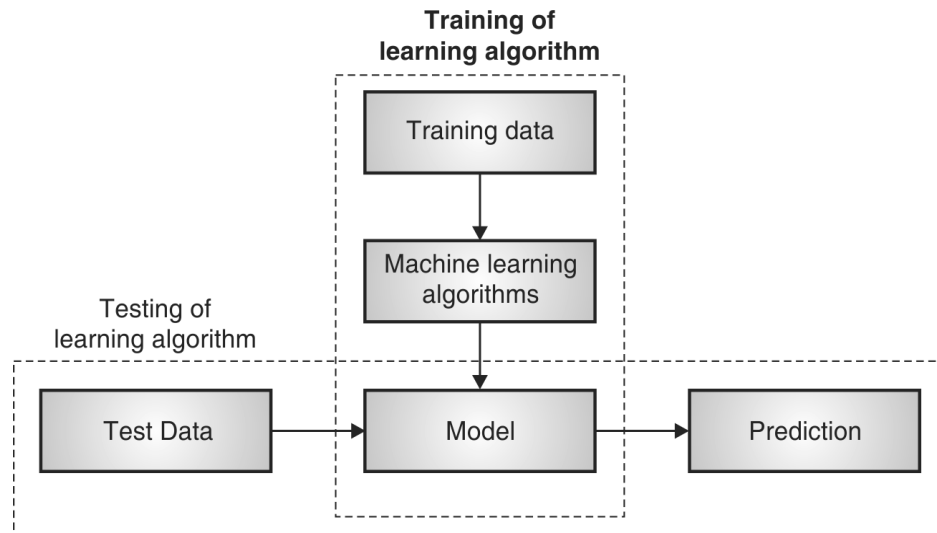 Training of
learning algorithm
Training data
Machine learning
algorithms
Testing of
learning algorithm
Test Data
Model
Prediction